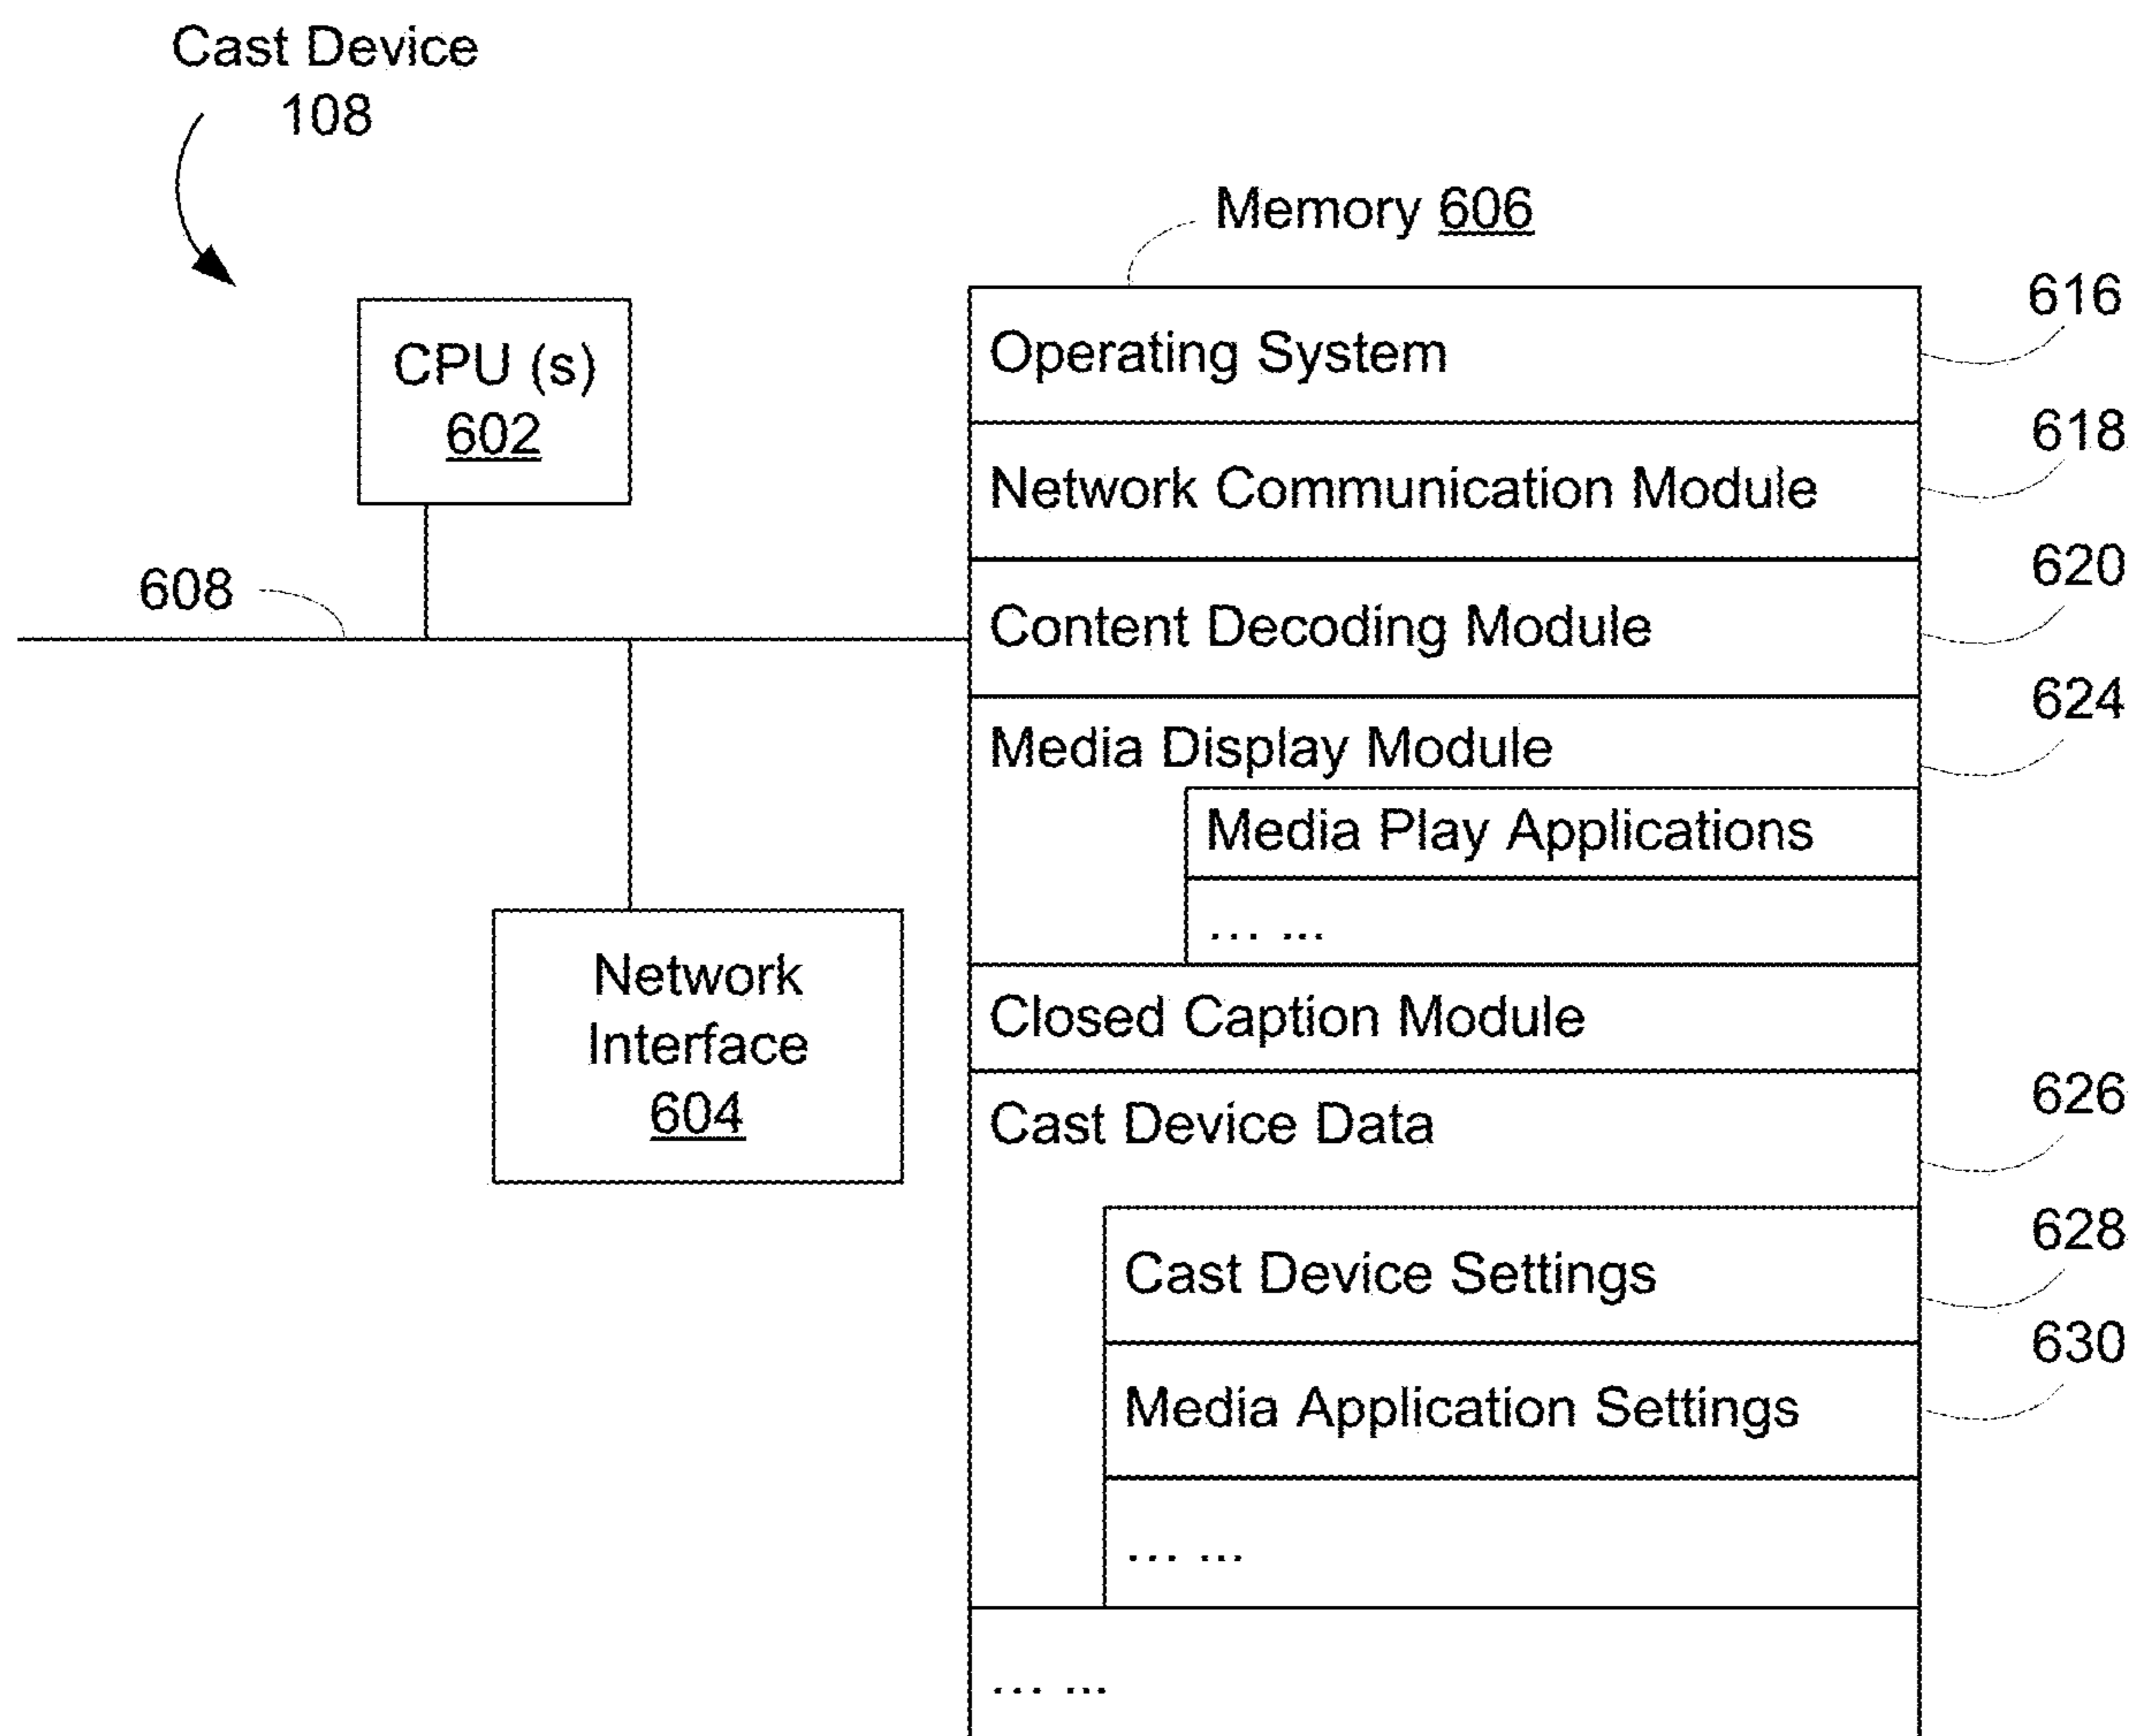 Cast Device
108
Memory 606
616
Operating System
CPU (s)
602
618
Network Communication Module
608
620
Content Decoding Module
624
Media Display Module
Media Play Applications
... ...
Network
Interface
604
Closed Caption Module
626
Cast Device Data
628
Cast Device Settings
630
Media Application Settings
... ...
... ...